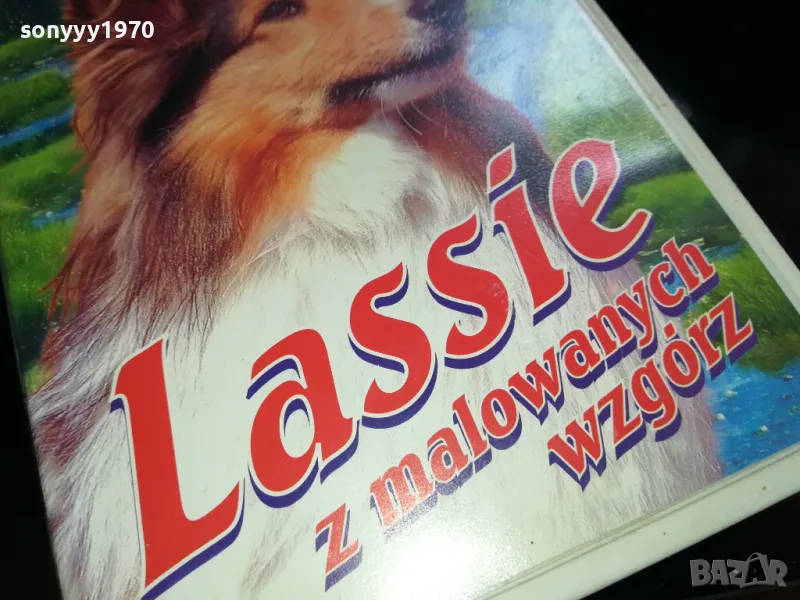 sonyyy1970
Lassie
z malowanych
wzgórz
BAZAR